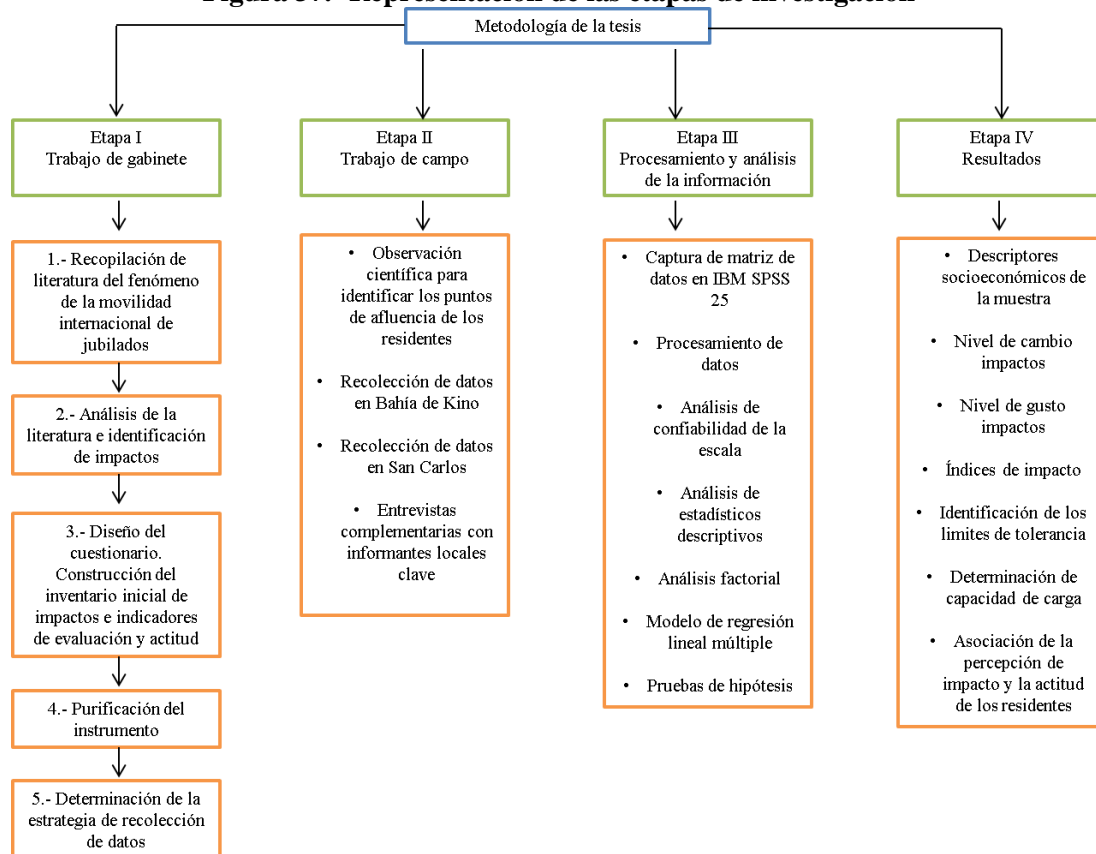 Figura 37.- Representación de las etapas de investigación
Metodología de la tesis
Etapa I
Trabajo de gabinete
1.- Recopilación de
literatura del fenómeno
de la movilidad
internacional de
jubilados
2.- Análisis de la
literatura e identificación
de impactos
3.- Diseño del
cuestionario.
Construcción del
inventario inicial de
impactos e indicadores
de evaluación y actitud
4.- Purificación del
instrumento
5.- Determinación de la
estrategia de recolección
de datos
Etapa II
Trabajo de campo
• Observación
científica para
identificar los puntos
de afluencia de los
residentes
• Recolección de datos
en Bahía de Kino
• Recolección de datos
en San Carlos
• Entrevistas
complementarias con
informantes locales
clave
Etapa III
Procesamiento y análisis
de la información
• Captura de matriz de
datos en IBM SPSS
25
• Procesamiento de
datos
• Análisis de
confiabilidad de la
escala
• Análisis de
estadísticos
descriptivos
• Análisis factorial
• Modelo de regresión
lineal múltiple
• Pruebas de hipótesis
Etapa IV
Resultados
• Descriptores
socioeconómicos de
la muestra
• Nivel de cambio
impactos
• Nivel de gusto
impactos
• Índices de impacto
• Identificación de los
limites de tolerancia
• Determinación de
capacidad de carga
• Asociación de la
percepción de
impacto y la actitud
de los residentes